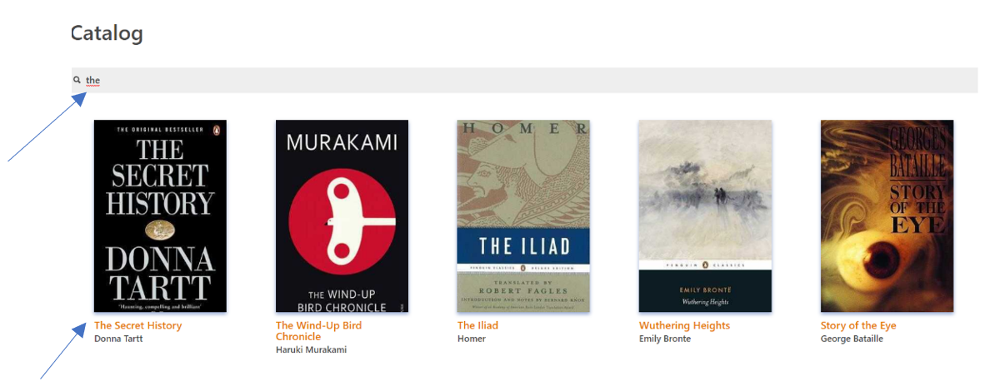 Catalog
the
THE ORIGINAL BESTSELLER
THE
SECRET
HISTORY
DONNA
TARTT
'Haunting, compelling and brilliant'
The Secret History
Donna Tartt
MURAKAMI
THE WIND-UP
BIRD CHRONICLE
The Wind-Up Bird
Chronicle
Haruki Murakami
HOMER
THE ILIAD
PENGUIN CLASSICS DELUXE EDITION
TRANSLATED BY
ROBERT FAGLES
INTRODUCTION AND NOTES BY BERNARD KNOX
The Iliad
Homer
PENGUIN CLASSICS
EMILY BRONTË
Wuthering Heights
Wuthering Heights
Emily Bronte
GEORGES
BATAILLE
STORY
OF THE
EYE
Story of the Eye
George Bataille